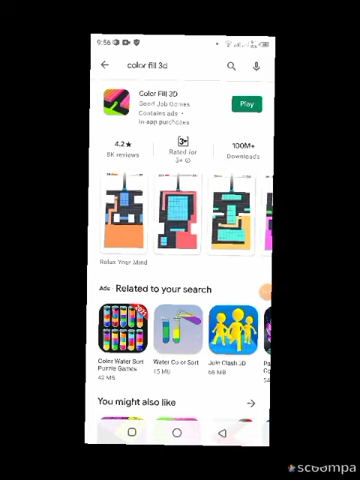 9:56
color fill 3d
Color Fill 3D
Good Job Games
Contains ads •
In-app purchases
Play
4.2★
8K reviews
3+
Rated for
3+
100M+
Downloads
Relax Your Mind
Ads · Related to your search
2021
Color Water Sort
Puzzle Games
42 MB
Water Color Sort
15 MB
Join Clash 3D
68 MB
You might also like
scoompa